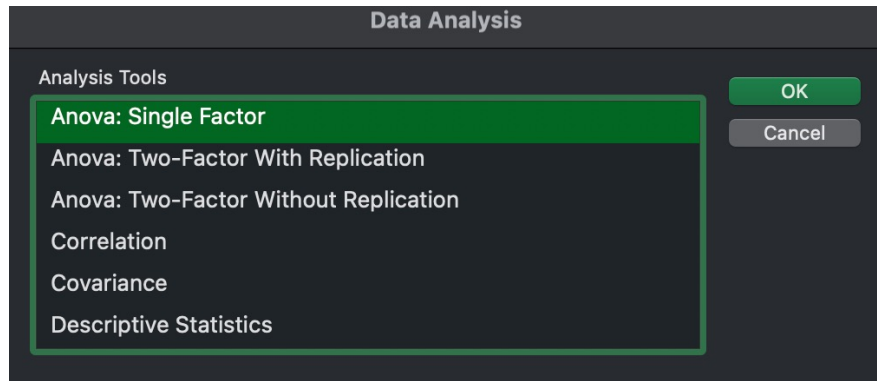 Data Analysis
Analysis Tools
Anova: Single Factor
Anova: Two-Factor With Replication
Anova: Two-Factor Without Replication
Correlation
Covariance
Descriptive Statistics
OK
Cancel